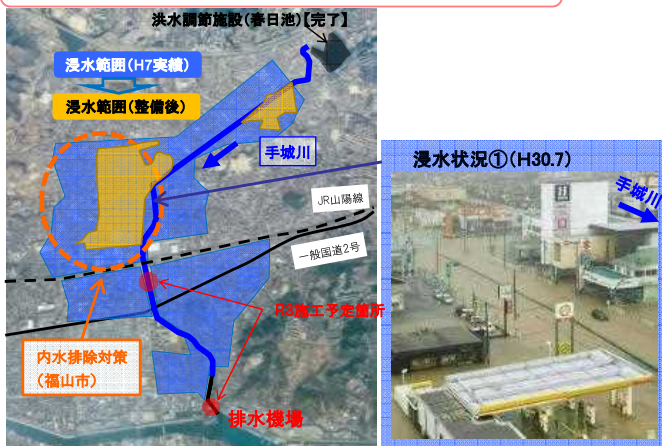 洪水調節施設(春日池)【完了】
浸水範囲(H7実績)
浸水範囲(整備後)
手城川
JR山陽線
一般国道2号
R3施工予定箇所
内水排除対策
(福山市)
排水機場
浸水状況①(H30.7)
手城川